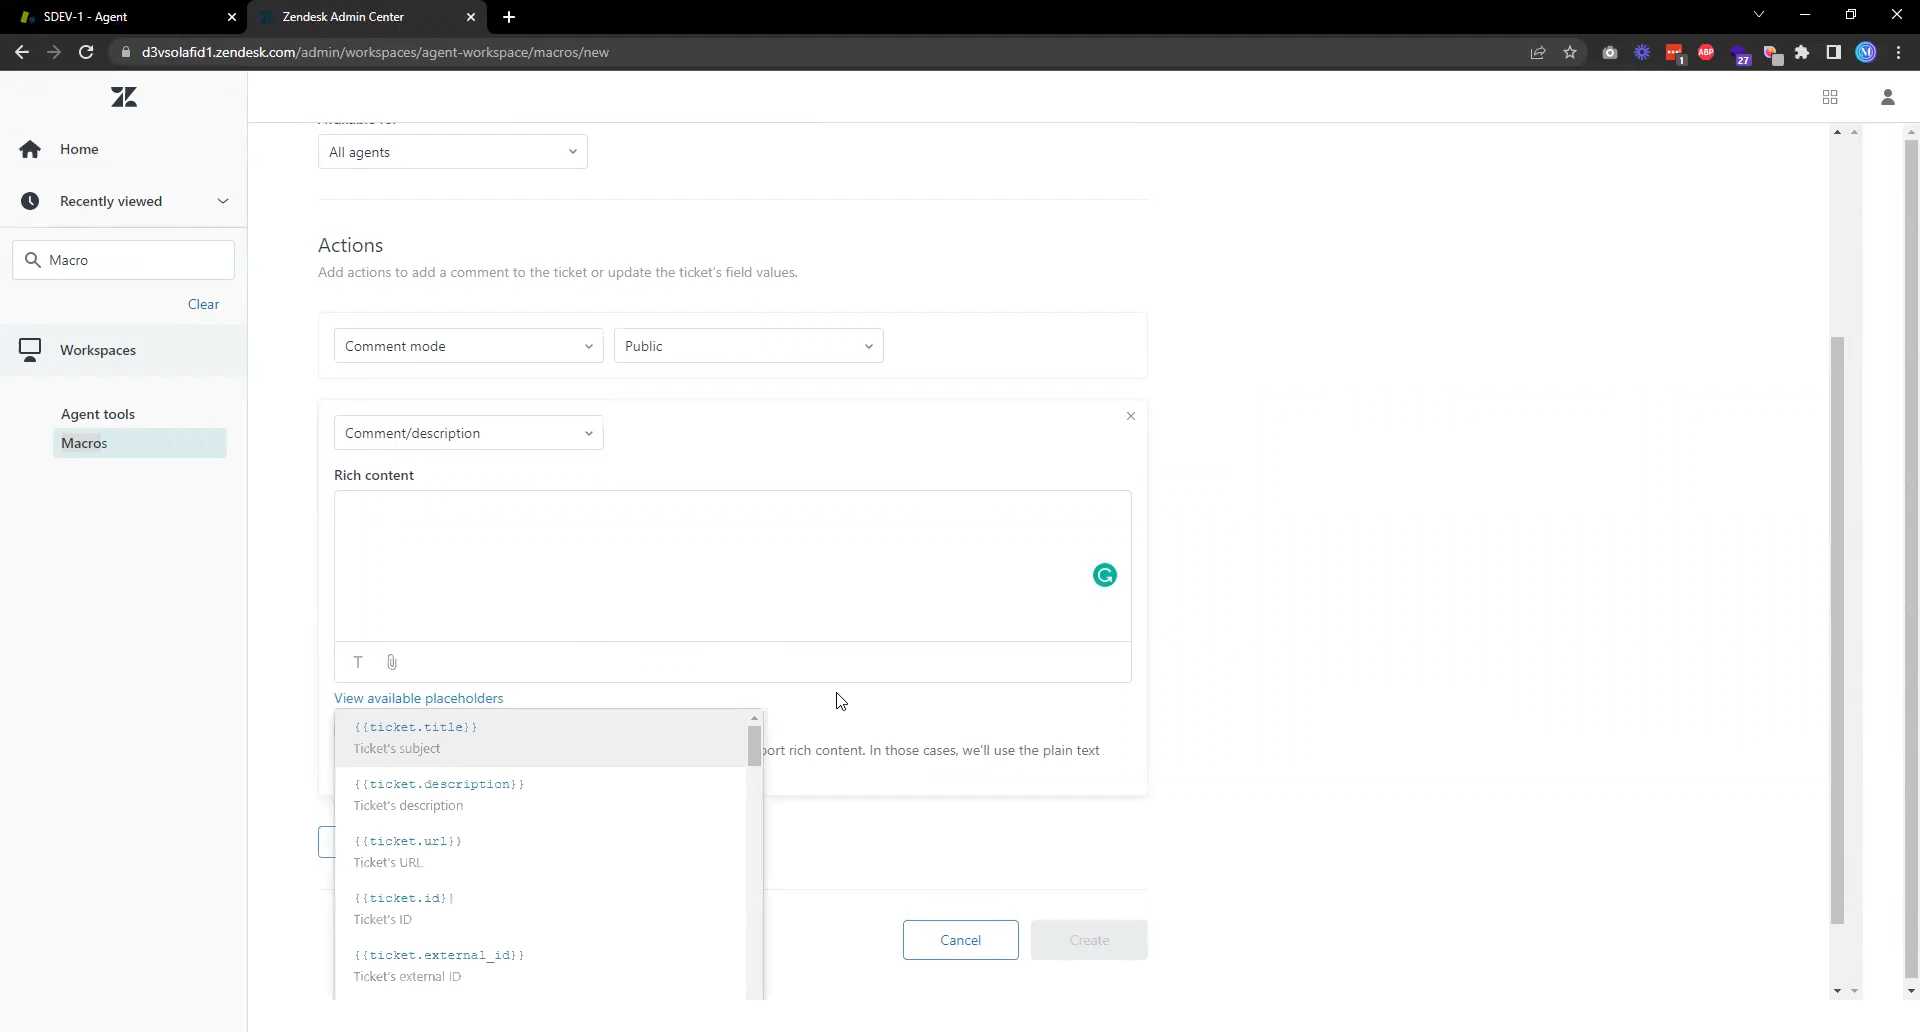 SDEV-1 - Agent
Zendesk Admin Center
d3vsolafid1.zendesk.com/admin/workspaces/agent-workspace/macros/new
1
ABP
27
M
Home
Recently viewed
Macro
Clear
Workspaces
Agent tools
Macros
All agents
Actions
Add actions to add a comment to the ticket or update the ticket's field values.
Comment mode
Public
Comment/description
Rich content
T
View available placeholders
{{ticket.title}}
Ticket's subject
port rich content. In those cases, we'll use the plain text
{{ticket.description}}
Ticket's description
{{ticket.url}}
Ticket's URL
{{ticket.id}}
Ticket's ID
{{ticket.external_id}}
Ticket's external ID
Cancel
Create